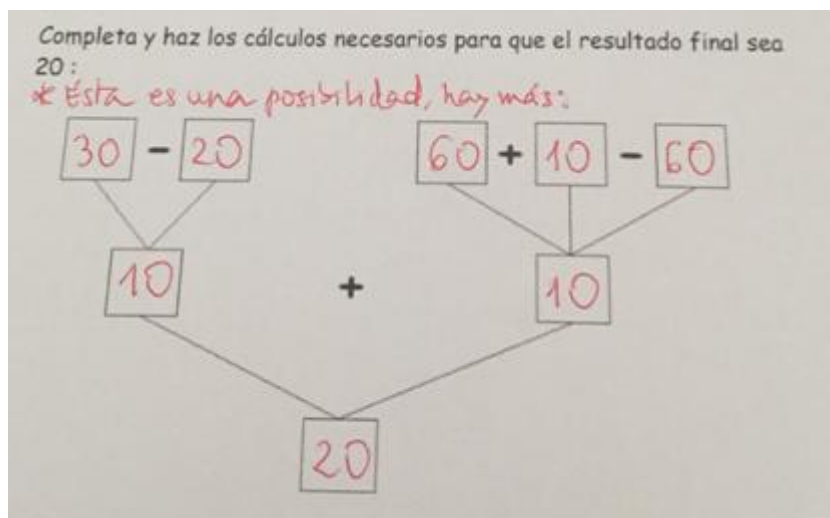 Completa y haz los cálculos necesarios para que el resultado final sea
20 :
* Ésta es una posibilidad, hay más:
30 - 20 60 + 10 - 60
10 + 10
20